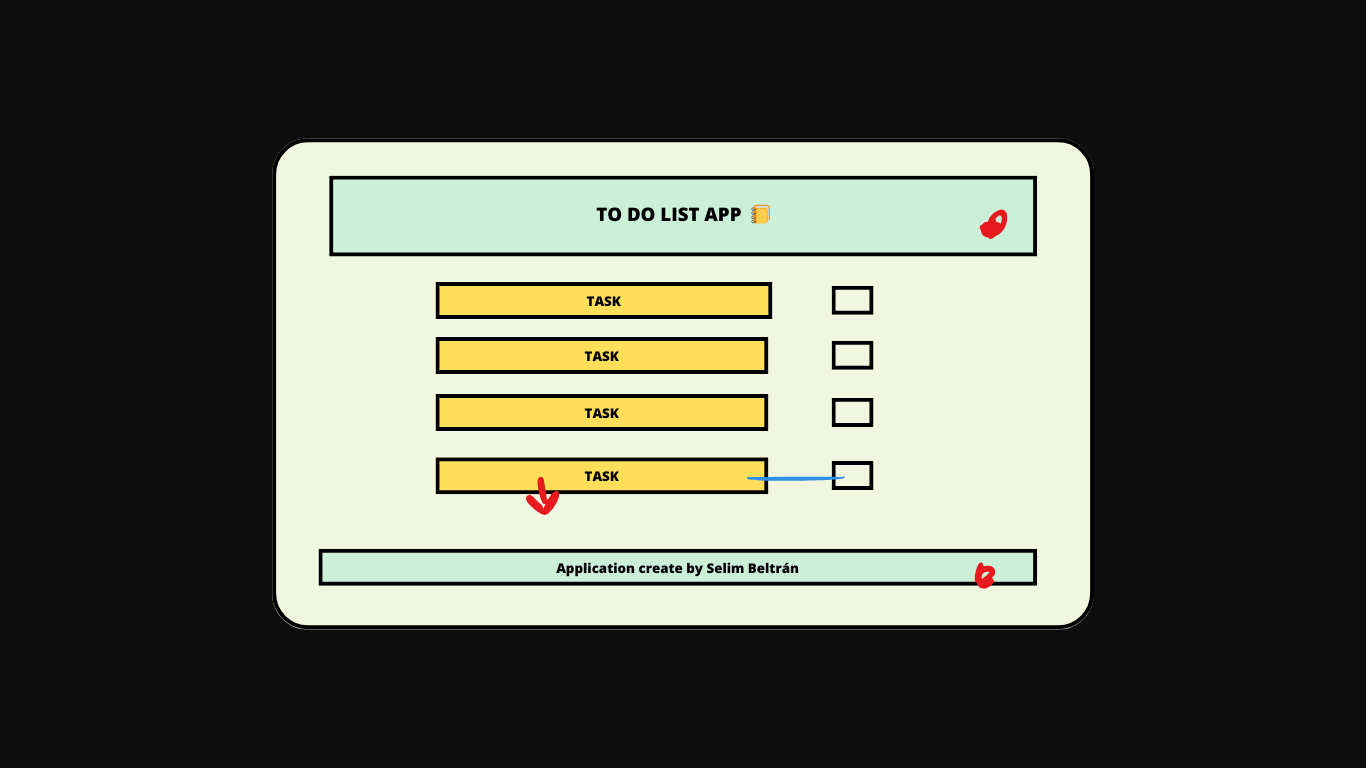 TO DO LIST APP 📒
TASK
TASK
TASK
TASK
Application create by Selim Beltrán